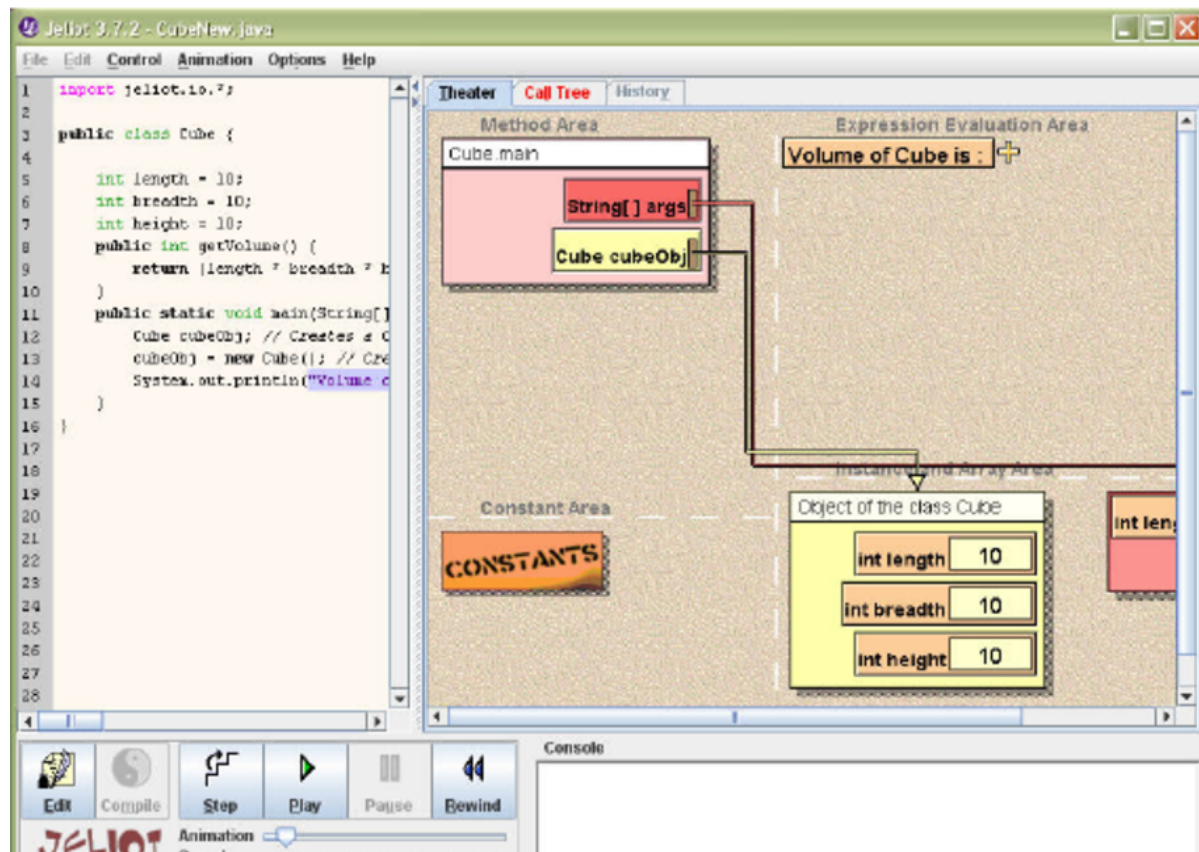 Jeliot 3.7.2 - CubeNew.java
File Edit Control Animation Options Help
1 import jeliot.io.*;
2
3 public class Cube {
4
5 int length = 10;
6 int breadth = 10;
7 int height = 10;
8 public int getVolume() {
9 return (length * breadth * h
10 }
11 public static void main(String[]
12 Cube cubeObj; // Creates a C
13 cubeObj = new Cube(); // Cre
14 System.out.println("Volume o
15 }
16 }
17
18
19
20
21
22
23
24
25
26
27
28
Theater Call Tree History
Method Area
Expression Evaluation Area
Cube.main
String[ ] args
Cube cubeObj
Volume of Cube is :
Instance and Array Area
Constant Area
CONSTANTS
Object of the class Cube
int length 10
int breadth 10
int height 10
int leng
Edit Compile Step Play Pause Rewind
Console
JELIOT
Animation